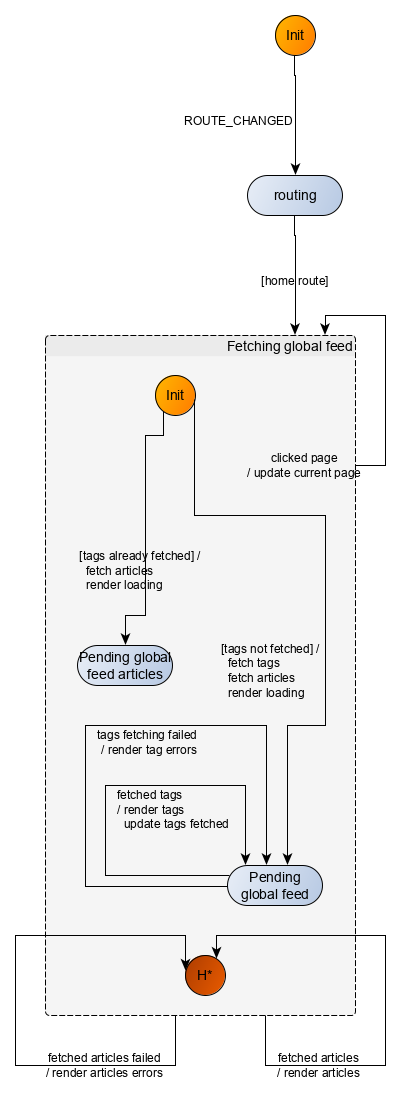 Init
ROUTE_CHANGED
routing
[home route]
Fetching global feed
Init
clicked page
/ update current page
[tags already fetched] /
fetch articles
render loading
Pending global
feed articles
[tags not fetched] /
fetch tags
fetch articles
render loading
tags fetching failed
/ render tag errors
fetched tags
/ render tags
update tags fetched
Pending
global feed
H*
fetched articles failed
/ render articles errors
fetched articles
/ render articles